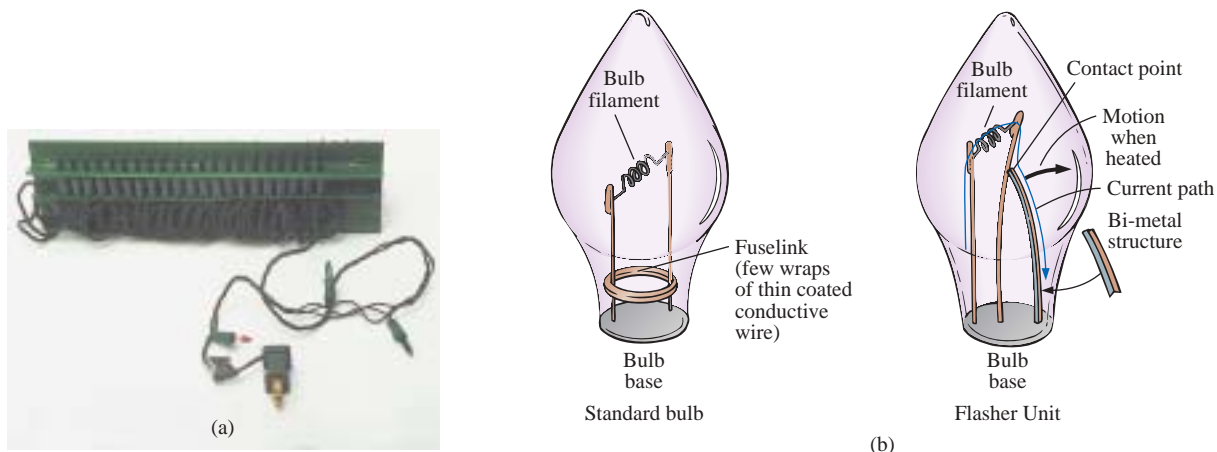 (a)
Bulb
filament
Fuselink
(few wraps
of thin coated
conductive
wire)
Bulb
base
Standard bulb
Bulb
filament
Contact point
Motion
when
heated
Current path
Bi-metal
structure
Bulb
base
Flasher Unit
(b)